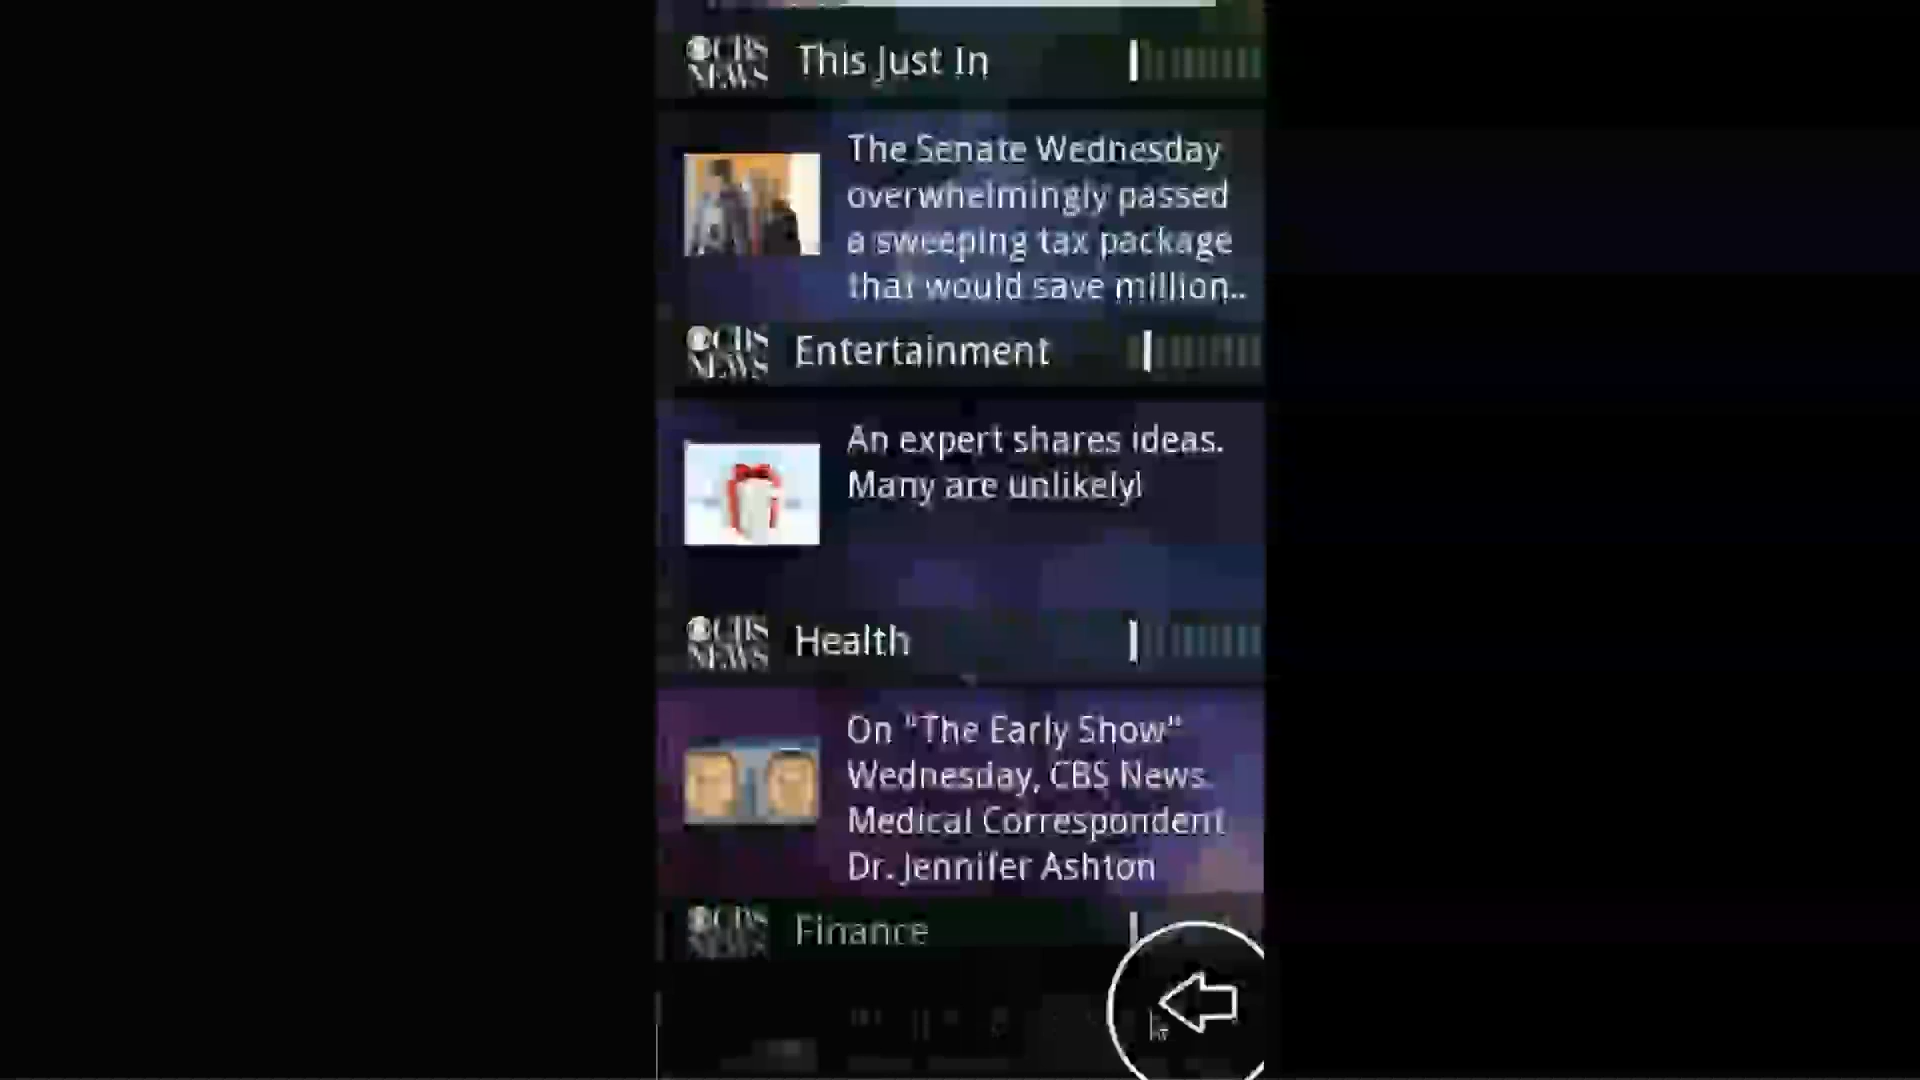 CBS NEWS This Just In
The Senate Wednesday
overwhelmingly passed
a sweeping tax package
that would save million..
CBS NEWS Entertainment
An expert shares ideas.
Many are unlikely!
CBS NEWS Health
On "The Early Show"
Wednesday, CBS News
Medical Correspondent
Dr. Jennifer Ashton
CBS NEWS Finance